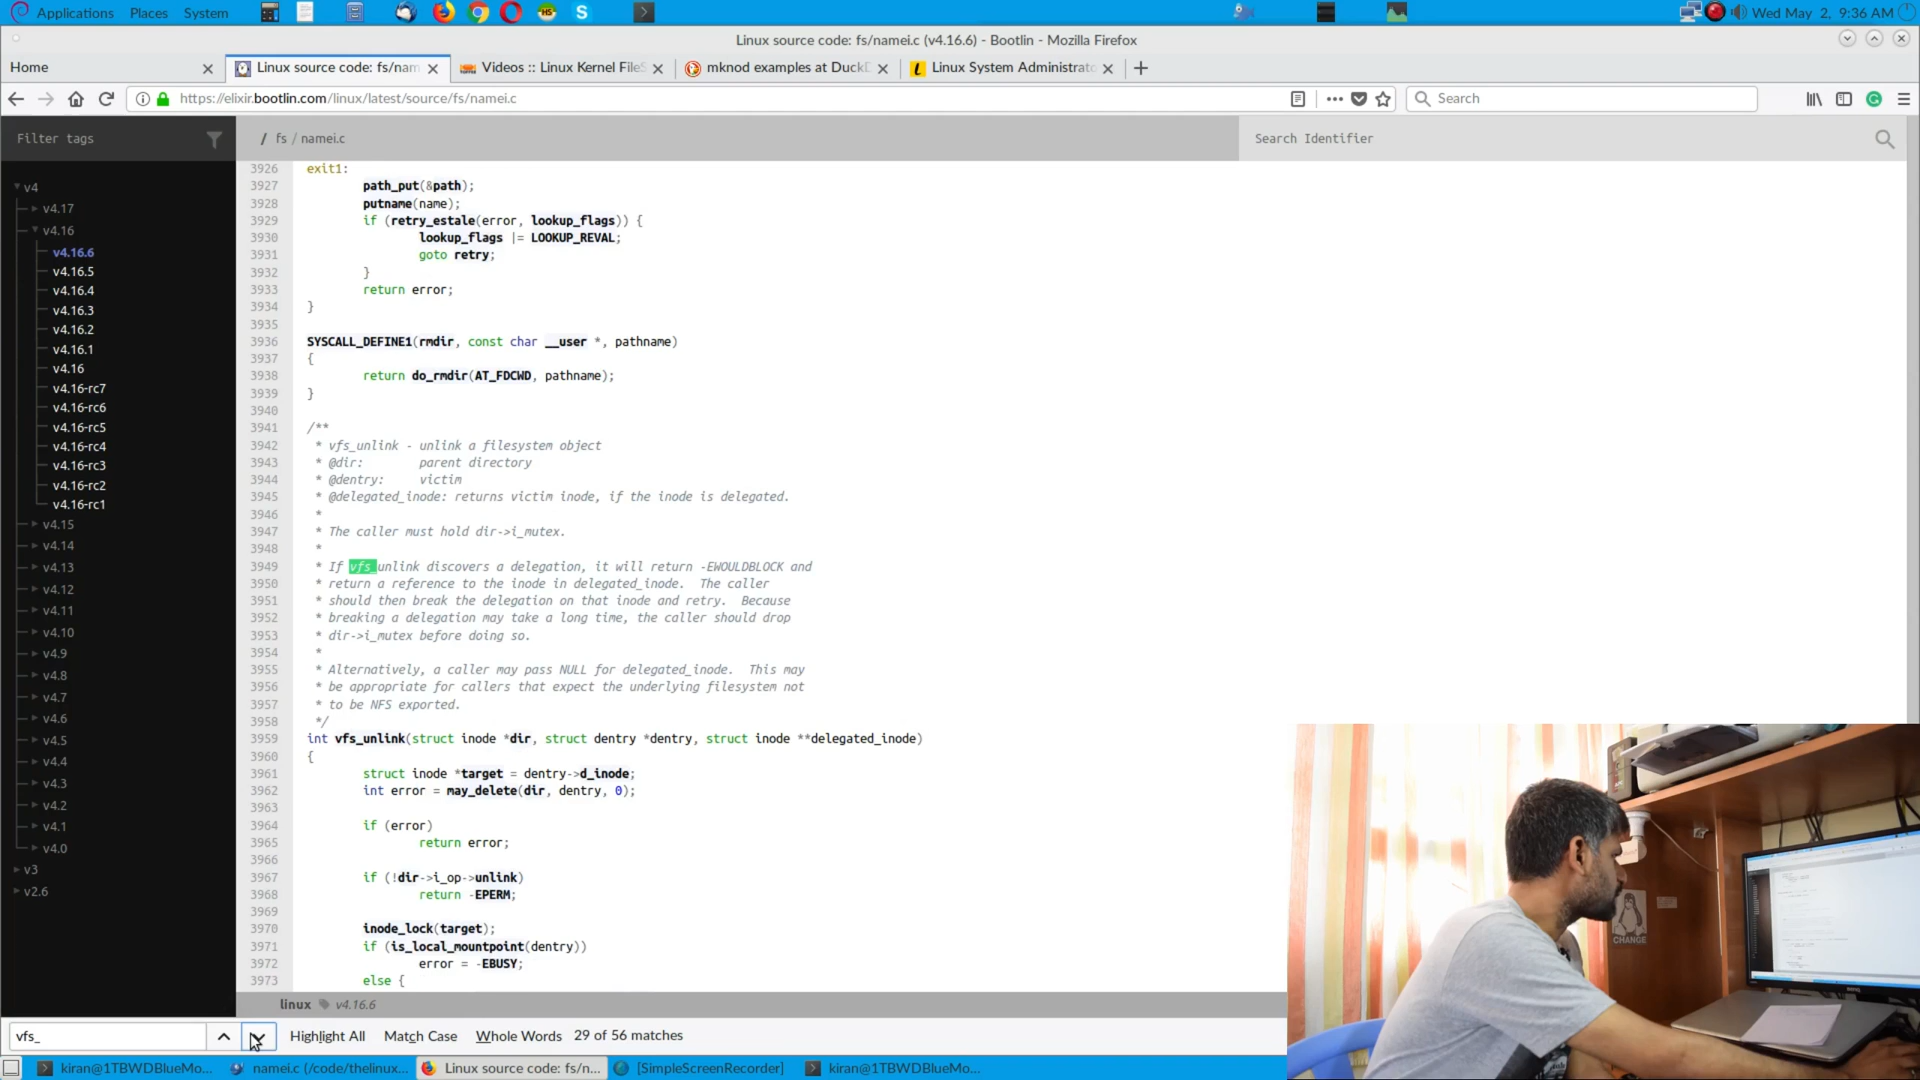 Applications Places System
Wed May 2, 9:36 AM
Linux source code: fs/namei.c (v4.16.6) - Bootlin - Mozilla Firefox
Home
Linux source code: fs/nam
Videos :: Linux Kernel FileS
mknod examples at DuckD
Linux System Administrato
https://elixir.bootlin.com/linux/latest/source/fs/namei.c
Search
Filter tags
/ fs / namei.c
Search Identifier
v4
v4.17
v4.16
v4.16.6
v4.16.5
v4.16.4
v4.16.3
v4.16.2
v4.16.1
v4.16
v4.16-rc7
v4.16-rc6
v4.16-rc5
v4.16-rc4
v4.16-rc3
v4.16-rc2
v4.16-rc1
v4.15
v4.14
v4.13
v4.12
v4.11
v4.10
v4.9
v4.8
v4.7
v4.6
v4.5
v4.4
v4.3
v4.2
v4.1
v4.0
v3
v2.6
3926 exit1:
3927 path_put(&path);
3928 putname(name);
3929 if (retry_estale(error, lookup_flags)) {
3930 lookup_flags |= LOOKUP_REVAL;
3931 goto retry;
3932 }
3933 return error;
3934 }
3935
3936 SYSCALL_DEFINE1(rmdir, const char __user *, pathname)
3937 {
3938 return do_rmdir(AT_FDCWD, pathname);
3939 }
3940
3941 /**
3942 * vfs_unlink - unlink a filesystem object
3943 * @dir: parent directory
3944 * @dentry: victim
3945 * @delegated_inode: returns victim inode, if the inode is delegated.
3946 *
3947 * The caller must hold dir->i_mutex.
3948 *
3949 * If vfs_unlink discovers a delegation, it will return -EWOULDBLOCK and
3950 * return a reference to the inode in delegated_inode. The caller
3951 * should then break the delegation on that inode and retry. Because
3952 * breaking a delegation may take a long time, the caller should drop
3953 * dir->i_mutex before doing so.
3954 *
3955 * Alternatively, a caller may pass NULL for delegated_inode. This may
3956 * be appropriate for callers that expect the underlying filesystem not
3957 * to be NFS exported.
3958 */
3959 int vfs_unlink(struct inode *dir, struct dentry *dentry, struct inode **delegated_inode)
3960 {
3961 struct inode *target = dentry->d_inode;
3962 int error = may_delete(dir, dentry, 0);
3963
3964 if (error)
3965 return error;
3966
3967 if (!dir->i_op->unlink)
3968 return -EPERM;
3969
3970 inode_lock(target);
3971 if (is_local_mountpoint(dentry))
3972 error = -EBUSY;
3973 else {
linux v4.16.6
vfs_ Highlight All Match Case Whole Words 29 of 56 matches
kiran@1TBWDBlueMo... namei.c (/code/thelinux... Linux source code: fs/n... [SimpleScreenRecorder] kiran@1TBWDBlueMo...
CHANGE